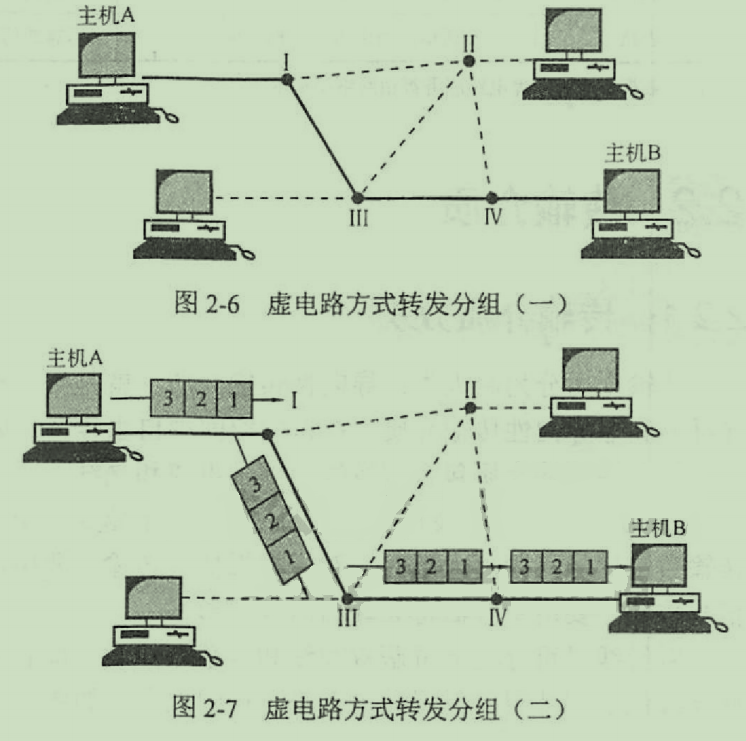 主机A
I
II
主机B
III
IV
图 2-6 虚电路方式转发分组（一）
主机A
3 2 1
I
II
3
2
1
主机B
3 2 1
3 2 1
III
IV
图 2-7 虚电路方式转发分组（二）